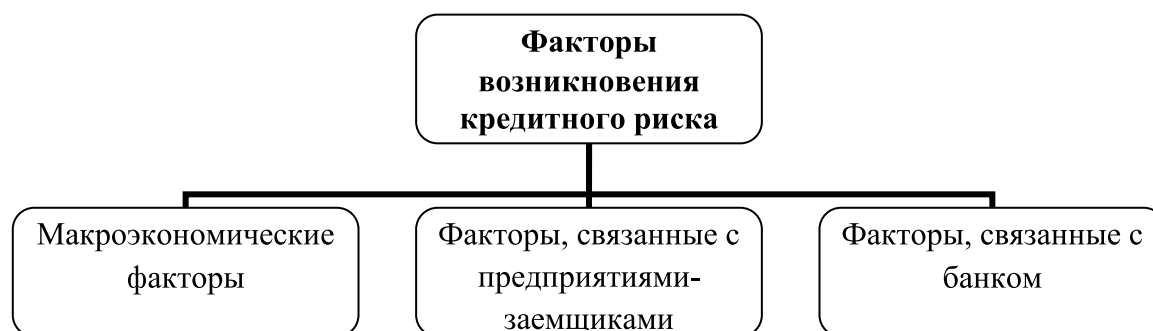 Факторы
возникновения
кредитного риска
Макроэкономические
факторы
Факторы, связанные с
предприятиями-
заемщиками
Факторы, связанные с
банком